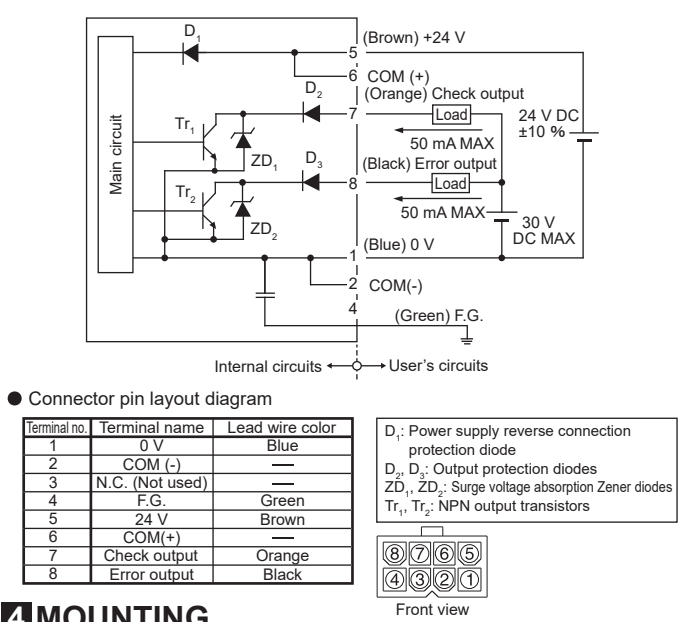 D1
5
(Brown) +24 V
6
COM (+)
D2
(Orange) Check output
7
Load
24 V DC
±10 %
Tr1
50 mA MAX
Main circuit
ZD1
D3
(Black) Error output
8
Load
Tr2
50 mA MAX
30 V
DC MAX
ZD2
(Blue) 0 V
1
2
COM(-)
4
(Green) F.G.
Internal circuits
User's circuits
● Connector pin layout diagram
Terminal no. Terminal name Lead wire color
1 0 V Blue
2 COM (-) —
3 N.C. (Not used) —
4 F.G. Green
5 24 V Brown
6 COM(+) —
7 Check output Orange
8 Error output Black
D1: Power supply reverse connection
protection diode
D2, D3: Output protection diodes
ZD1, ZD2: Surge voltage absorption Zener diodes
Tr1, Tr2: NPN output transistors
8 7 6 5
4 3 2 1
Front view
4 MOUNTING